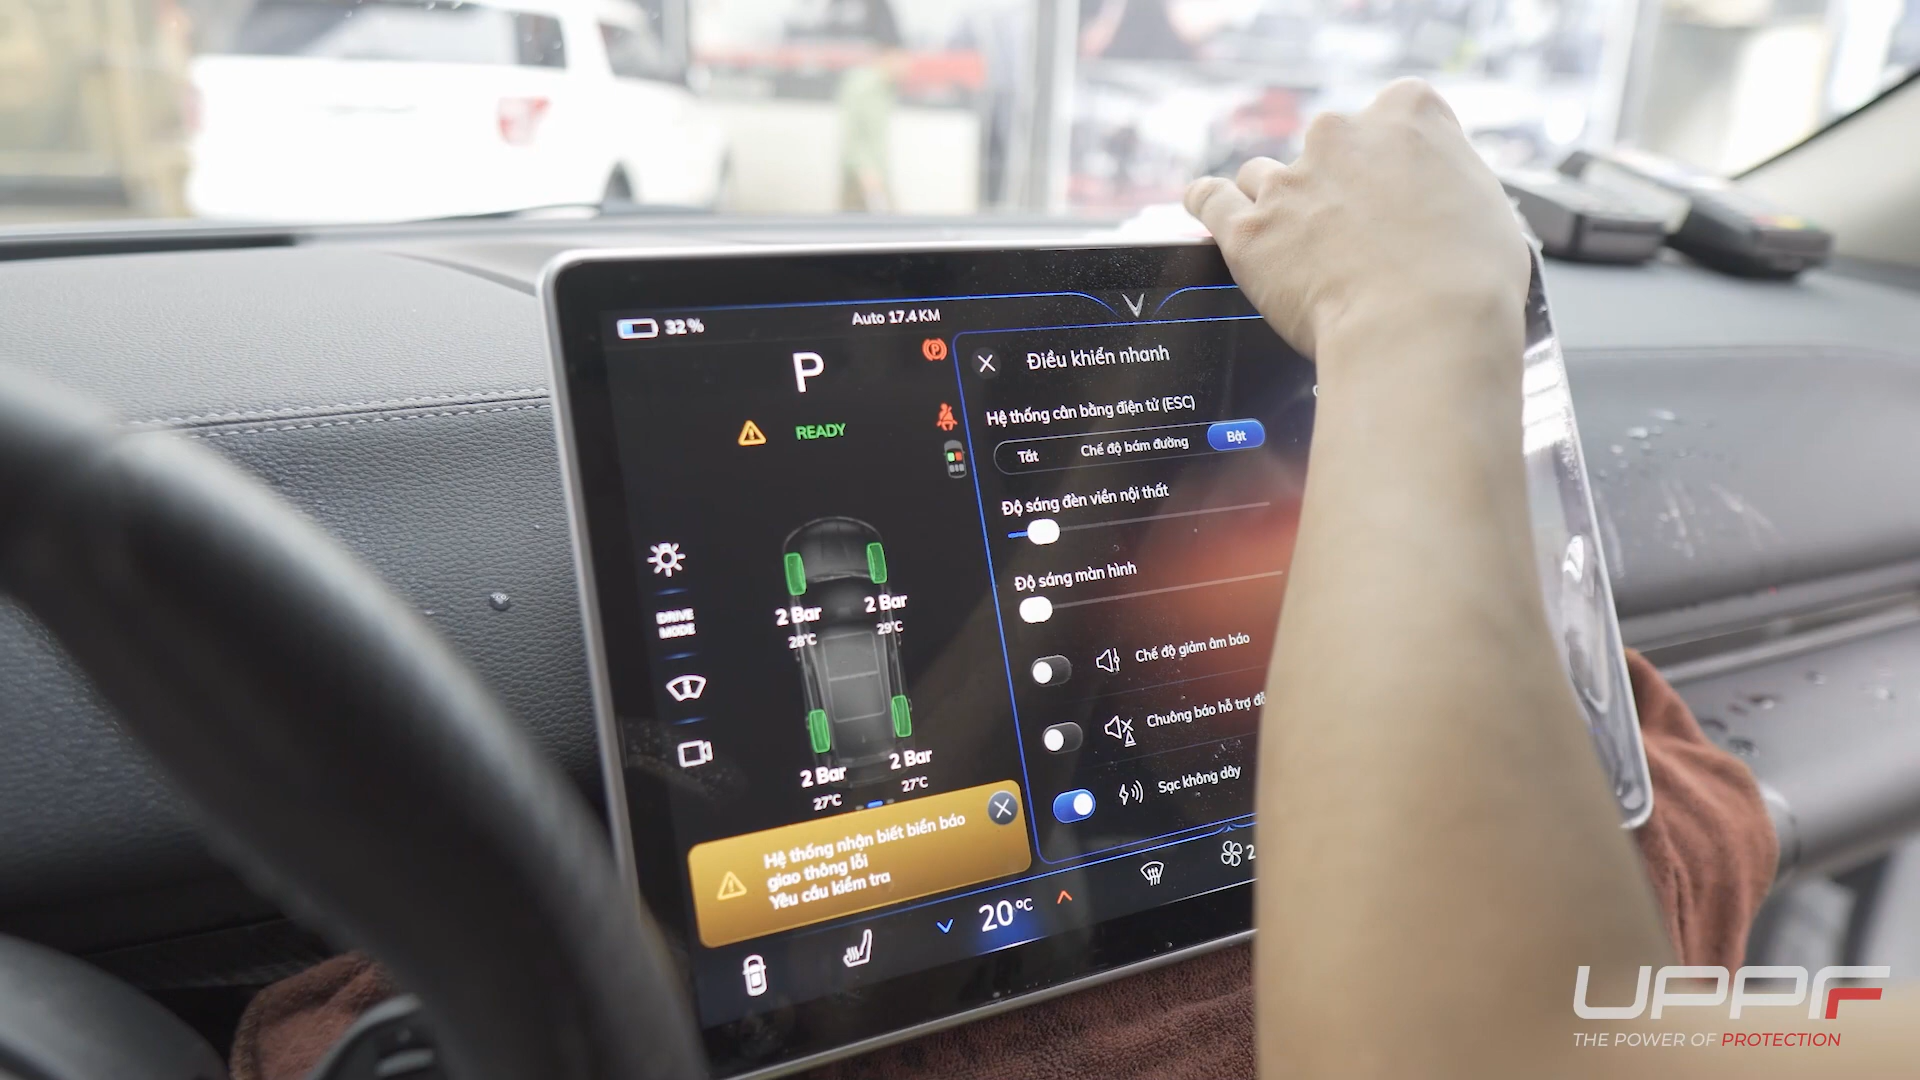 32%
Auto 17.4 KM
P
READY
DRIVE
MODE
2 Bar
28°C
2 Bar
29°C
2 Bar
27°C
2 Bar
27°C
Hệ thống nhận biết biển báo
giao thông lỗi
Yêu cầu kiểm tra
Điều khiển nhanh
Hệ thống cân bằng điện tử (ESC)
Tắt
Chế độ bám đường
Bật
Độ sáng đèn viền nội thất
Độ sáng màn hình
Chế độ giảm âm báo
Chuông báo hỗ trợ
Sạc không dây
20°C
2
UPPF
THE POWER OF PROTECTION